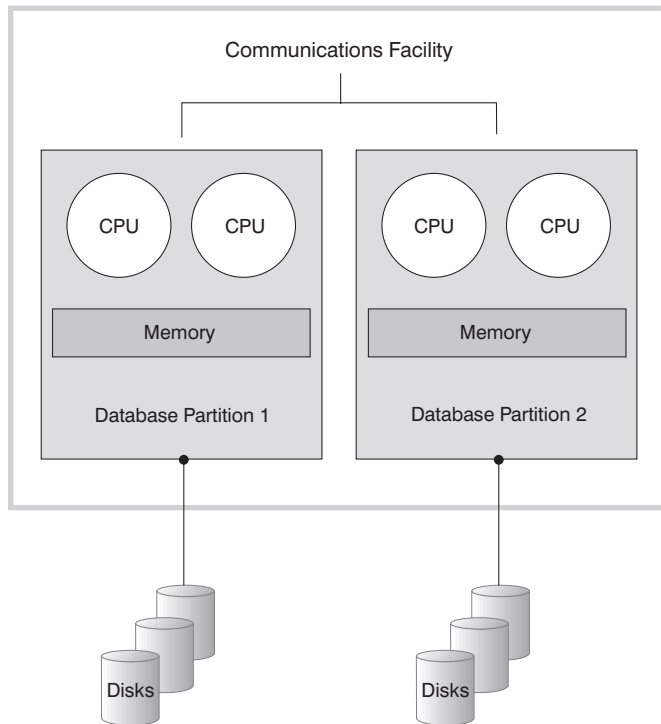 Communications Facility
CPU CPU CPU CPU
Memory Memory
Database Partition 1 Database Partition 2
Disks Disks